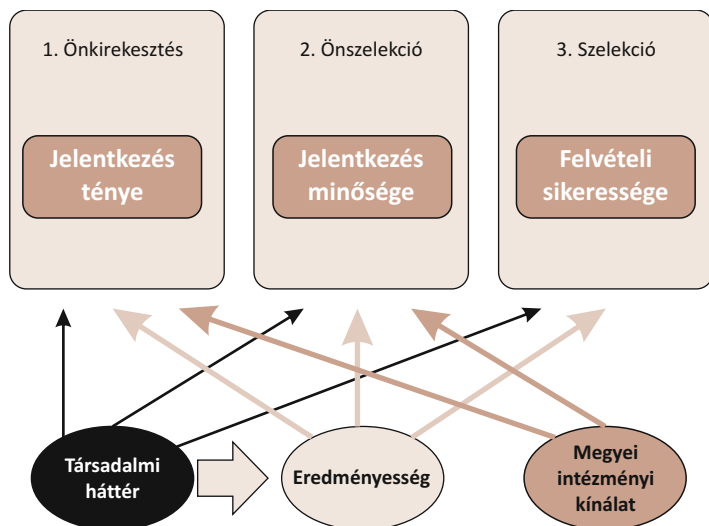 1. Önkirekesztés
Jelentkezés
ténye
2. Önszelekció
Jelentkezés
minősége
3. Szelekció
Felvételi
sikeressége
Társadalmi
háttér
Eredményesség
Megyei
intézményi
kínálat